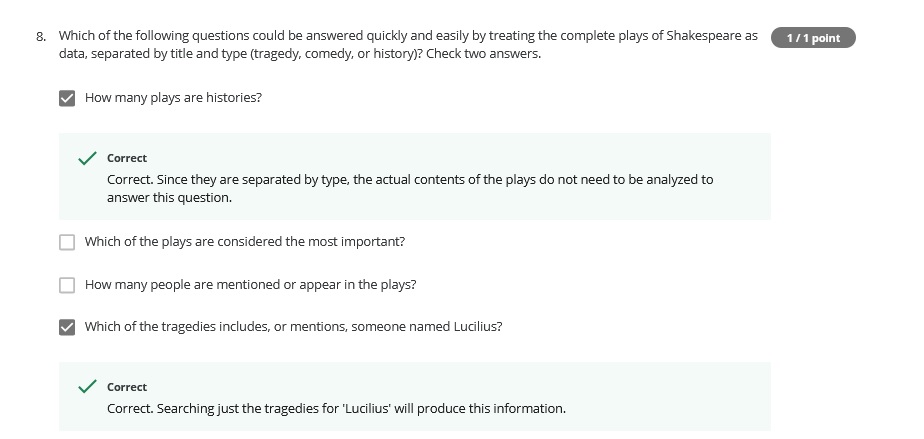 8. Which of the following questions could be answered quickly and easily by treating the complete plays of Shakespeare as
data, separated by title and type (tragedy, comedy, or history)? Check two answers.
1 / 1 point
How many plays are histories?
Correct
Correct. Since they are separated by type, the actual contents of the plays do not need to be analyzed to
answer this question.
Which of the plays are considered the most important?
How many people are mentioned or appear in the plays?
Which of the tragedies includes, or mentions, someone named Lucilius?
Correct
Correct. Searching just the tragedies for 'Lucilius' will produce this information.